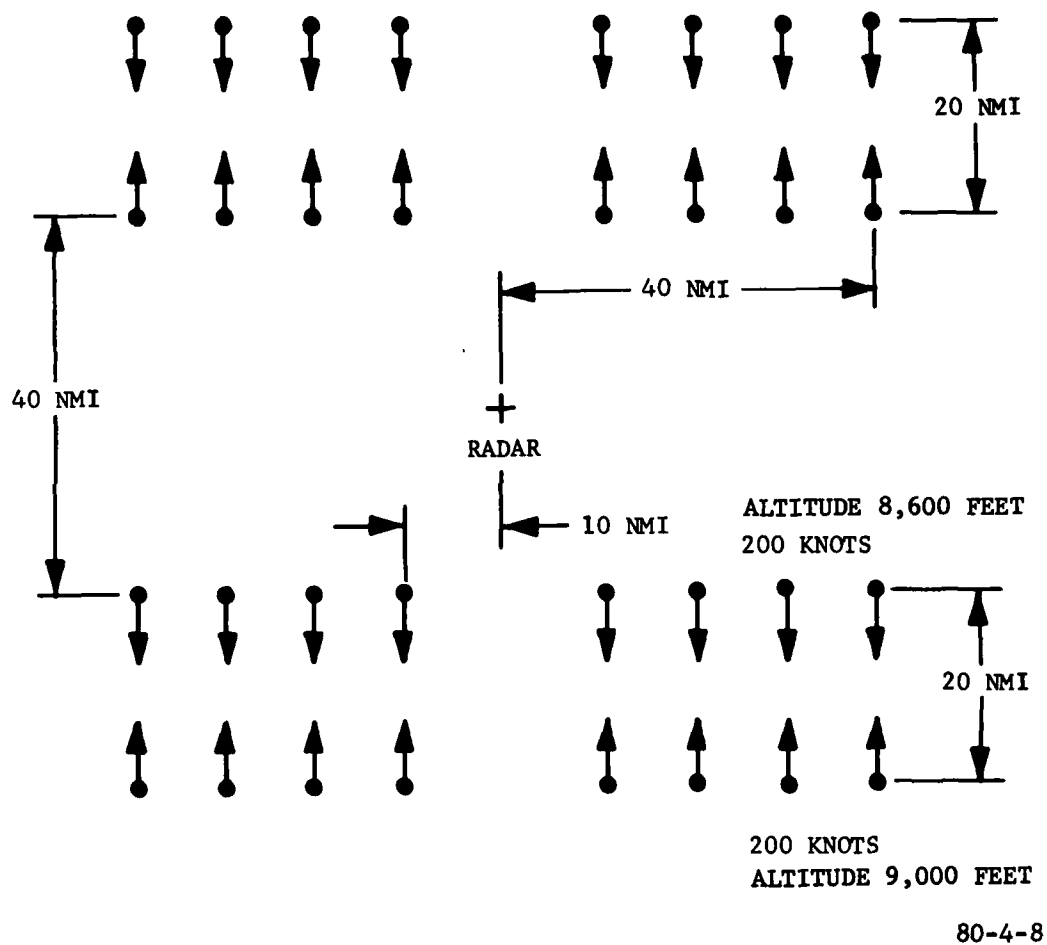 20 NMI
40 NMI
40 NMI
RADAR
ALTITUDE 8,600 FEET
10 NMI
200 KNOTS
20 NMI
200 KNOTS
ALTITUDE 9,000 FEET
80-4-8